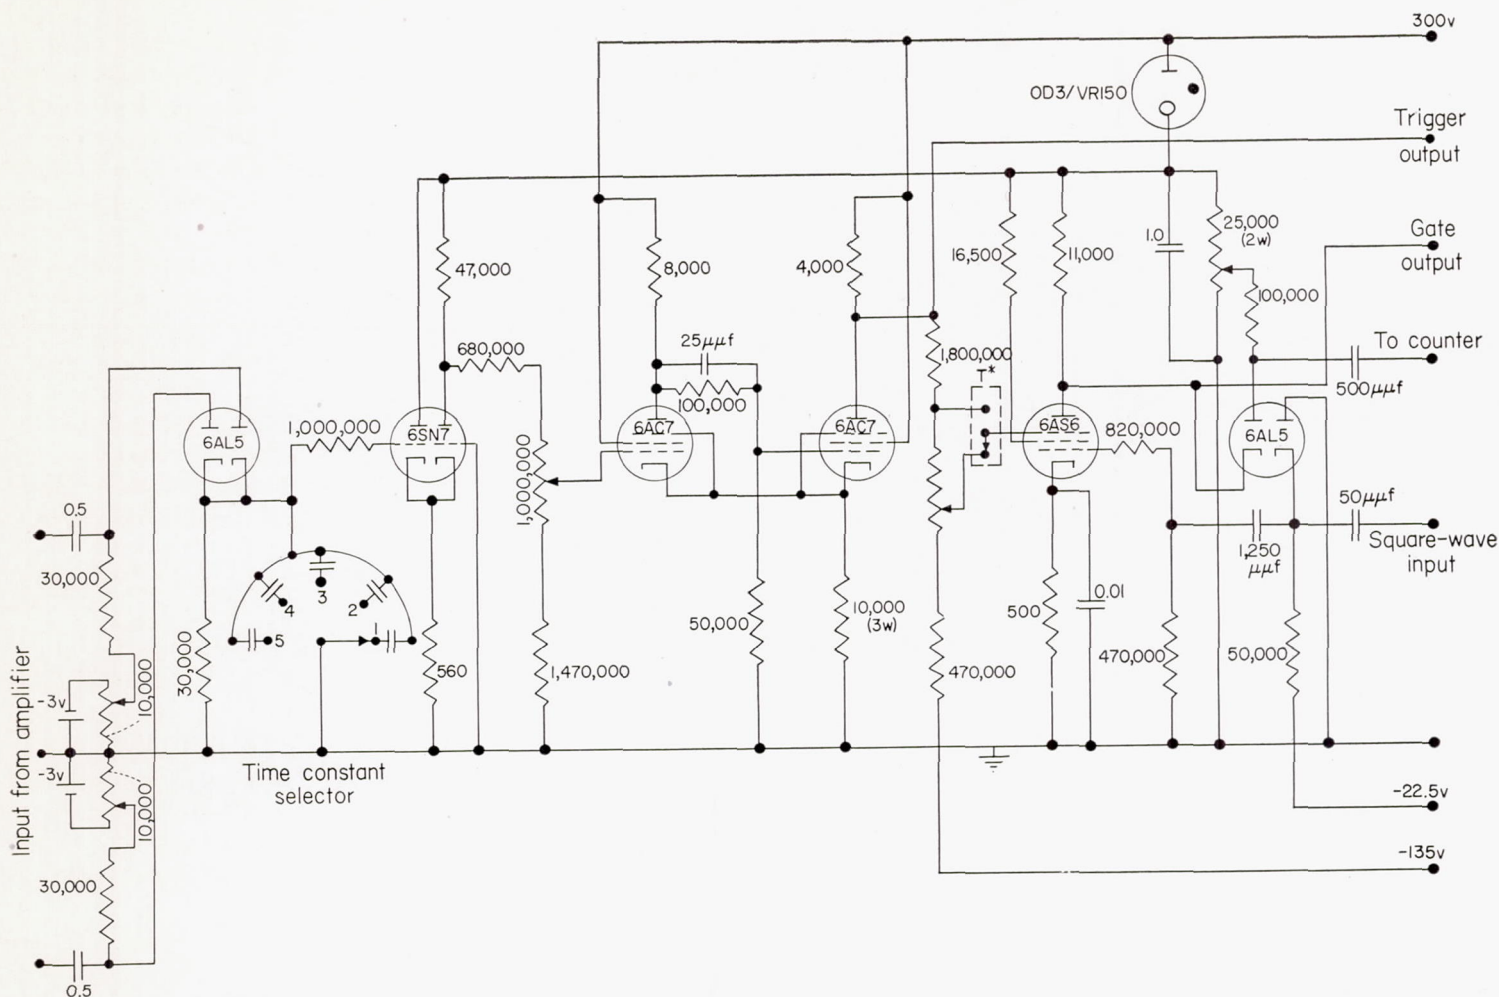 300v
OD3/VR150
Trigger
output
Gate
output
25,000
(2w)
1.0
16,500
11,000
47,000
8,000
4,000
100,000
To counter
500μμf
25μμf
680,000
1,800,000
T*
100,000
6AL5
1,000,000
6SN7
6AC7
6AC7
6AS6
820,000
6AL5
1,000,000
0.5
50μμf
Square-wave
input
1,250
μμf
30,000
3
4
2
5
1
30,000
560
1,470,000
50,000
10,000
(3w)
500
0.01
470,000
470,000
50,000
Input from amplifier
-3v
10,000
-3v
10,000
Time constant
selector
-22.5v
-135v
30,000
0.5